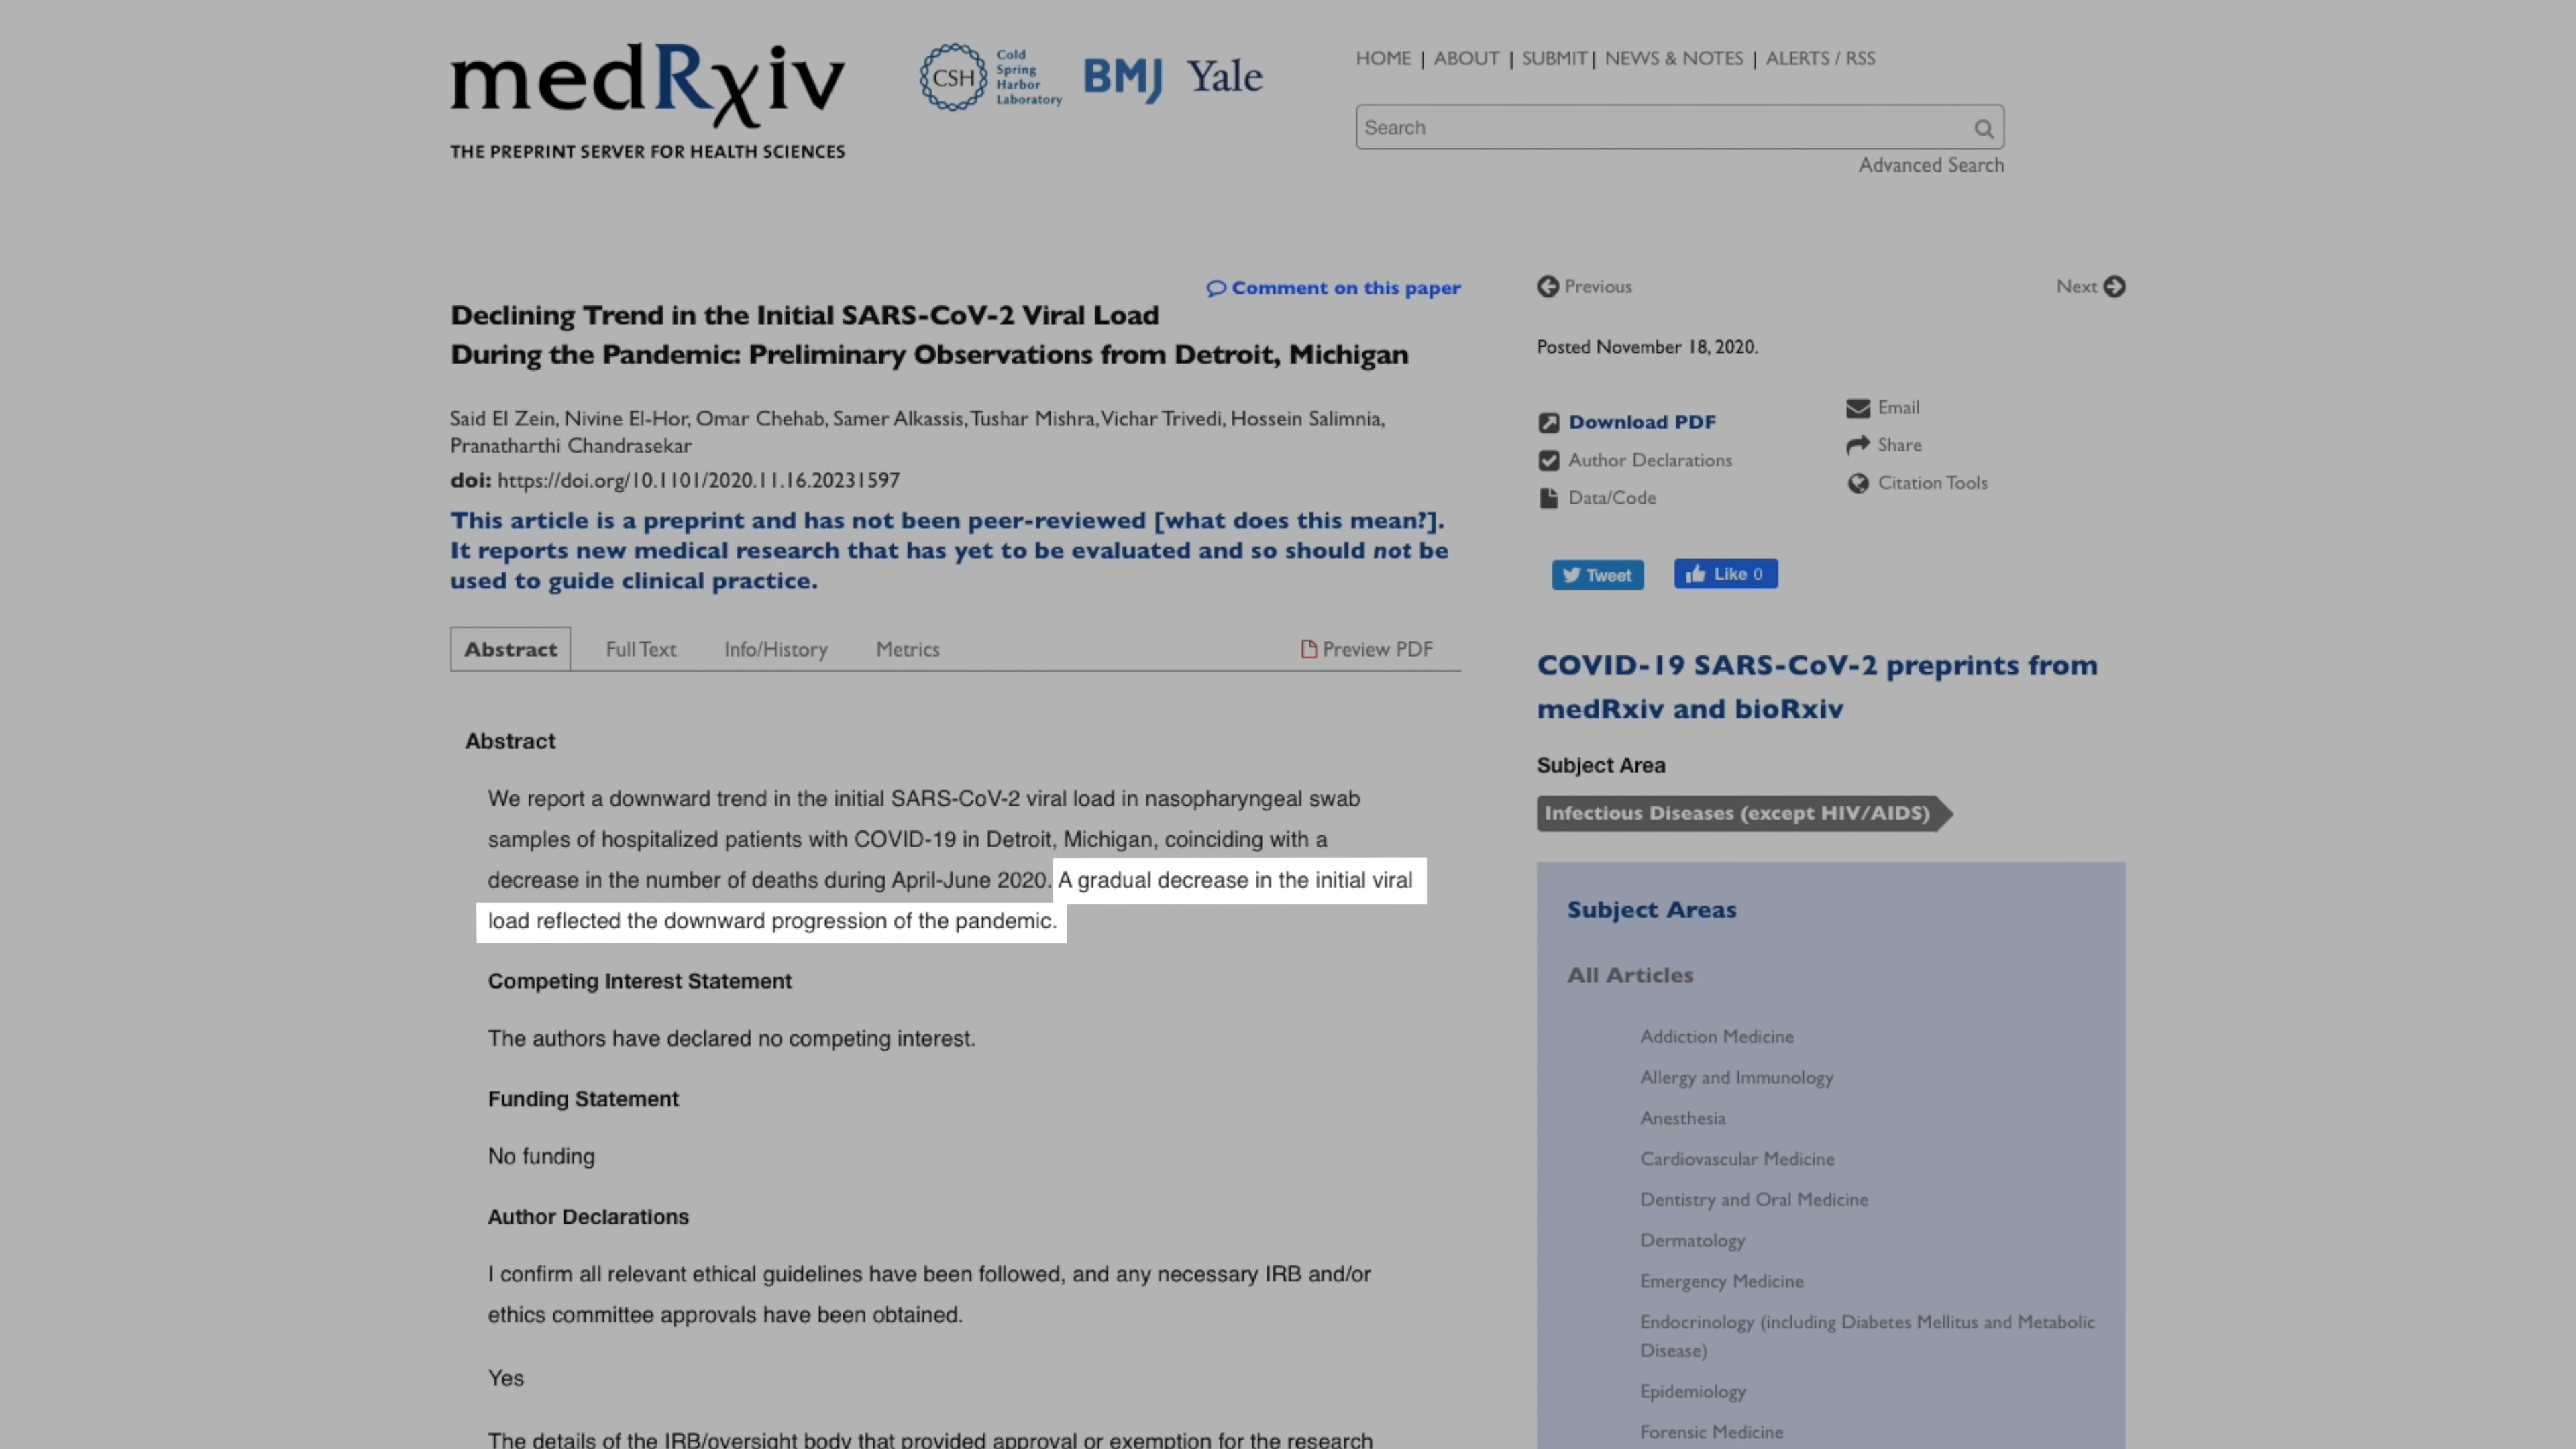 medRxiv
THE PREPRINT SERVER FOR HEALTH SCIENCES
CSH
Cold
Spring
Harbor
Laboratory
BMJ
Yale
HOME | ABOUT | SUBMIT | NEWS & NOTES | ALERTS / RSS
Search
Advanced Search
Comment on this paper
Declining Trend in the Initial SARS-CoV-2 Viral Load
During the Pandemic: Preliminary Observations from Detroit, Michigan
Said El Zein, Nivine El-Hor, Omar Chehab, Samer Alkassis, Tushar Mishra, Vichar Trivedi, Hossein Salimnia,
Pranatharthi Chandrasekar
doi: https://doi.org/10.1101/2020.11.16.20231597
This article is a preprint and has not been peer-reviewed [what does this mean?].
It reports new medical research that has yet to be evaluated and so should not be
used to guide clinical practice.
Abstract Full Text Info/History Metrics Preview PDF
Abstract
We report a downward trend in the initial SARS-CoV-2 viral load in nasopharyngeal swab
samples of hospitalized patients with COVID-19 in Detroit, Michigan, coinciding with a
decrease in the number of deaths during April-June 2020. A gradual decrease in the initial viral
load reflected the downward progression of the pandemic.
Competing Interest Statement
The authors have declared no competing interest.
Funding Statement
No funding
Author Declarations
I confirm all relevant ethical guidelines have been followed, and any necessary IRB and/or
ethics committee approvals have been obtained.
Yes
The details of the IRB/oversight body that provided approval or exemption for the research
Previous Next
Posted November 18, 2020.
Download PDF
Author Declarations
Data/Code
Email
Share
Citation Tools
Tweet
Like 0
COVID-19 SARS-CoV-2 preprints from
medRxiv and bioRxiv
Subject Area
Infectious Diseases (except HIV/AIDS)
Subject Areas
All Articles
Addiction Medicine
Allergy and Immunology
Anesthesia
Cardiovascular Medicine
Dentistry and Oral Medicine
Dermatology
Emergency Medicine
Endocrinology (including Diabetes Mellitus and Metabolic
Disease)
Epidemiology
Forensic Medicine